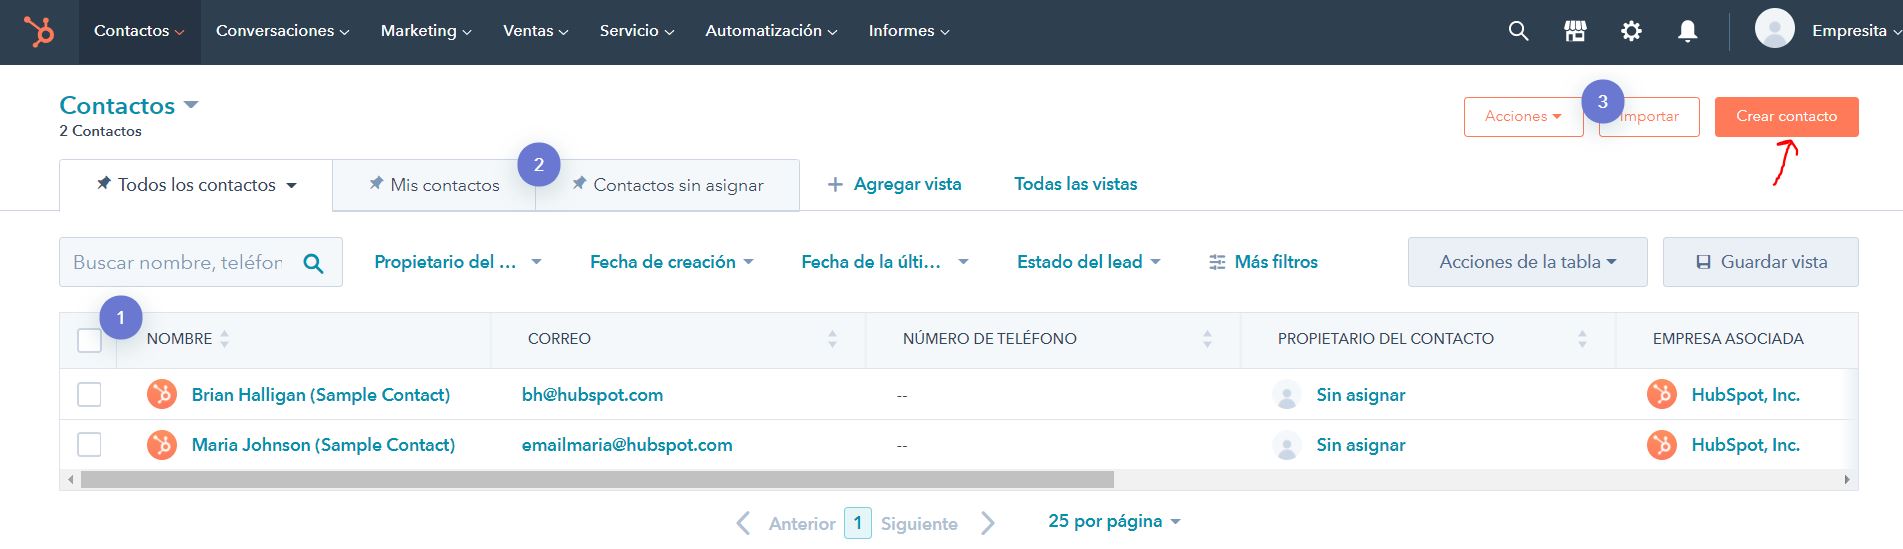 Contactos Conversaciones Marketing Ventas Servicio Automatización Informes Empresita
Contactos
2 Contactos
Acciones 3 Importar Crear contacto
Todos los contactos Mis contactos 2 Contactos sin asignar + Agregar vista Todas las vistas
Buscar nombre, teléfon Propietario del ... Fecha de creación Fecha de la últi... Estado del lead Más filtros Acciones de la tabla Guardar vista
1 NOMBRE CORREO NÚMERO DE TELÉFONO PROPIETARIO DEL CONTACTO EMPRESA ASOCIADA
Brian Halligan (Sample Contact) bh@hubspot.com -- Sin asignar HubSpot, Inc.
Maria Johnson (Sample Contact) emailmaria@hubspot.com -- Sin asignar HubSpot, Inc.
Anterior 1 Siguiente 25 por página